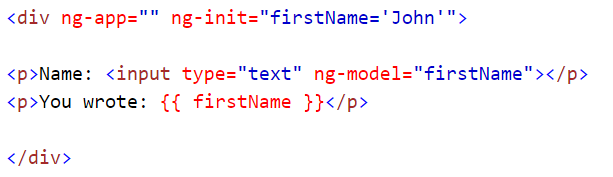 <div ng-app="" ng-init="firstName='John'">
<p>Name: <input type="text" ng-model="firstName"></p>
<p>You wrote: {{ firstName }}</p>
</div>